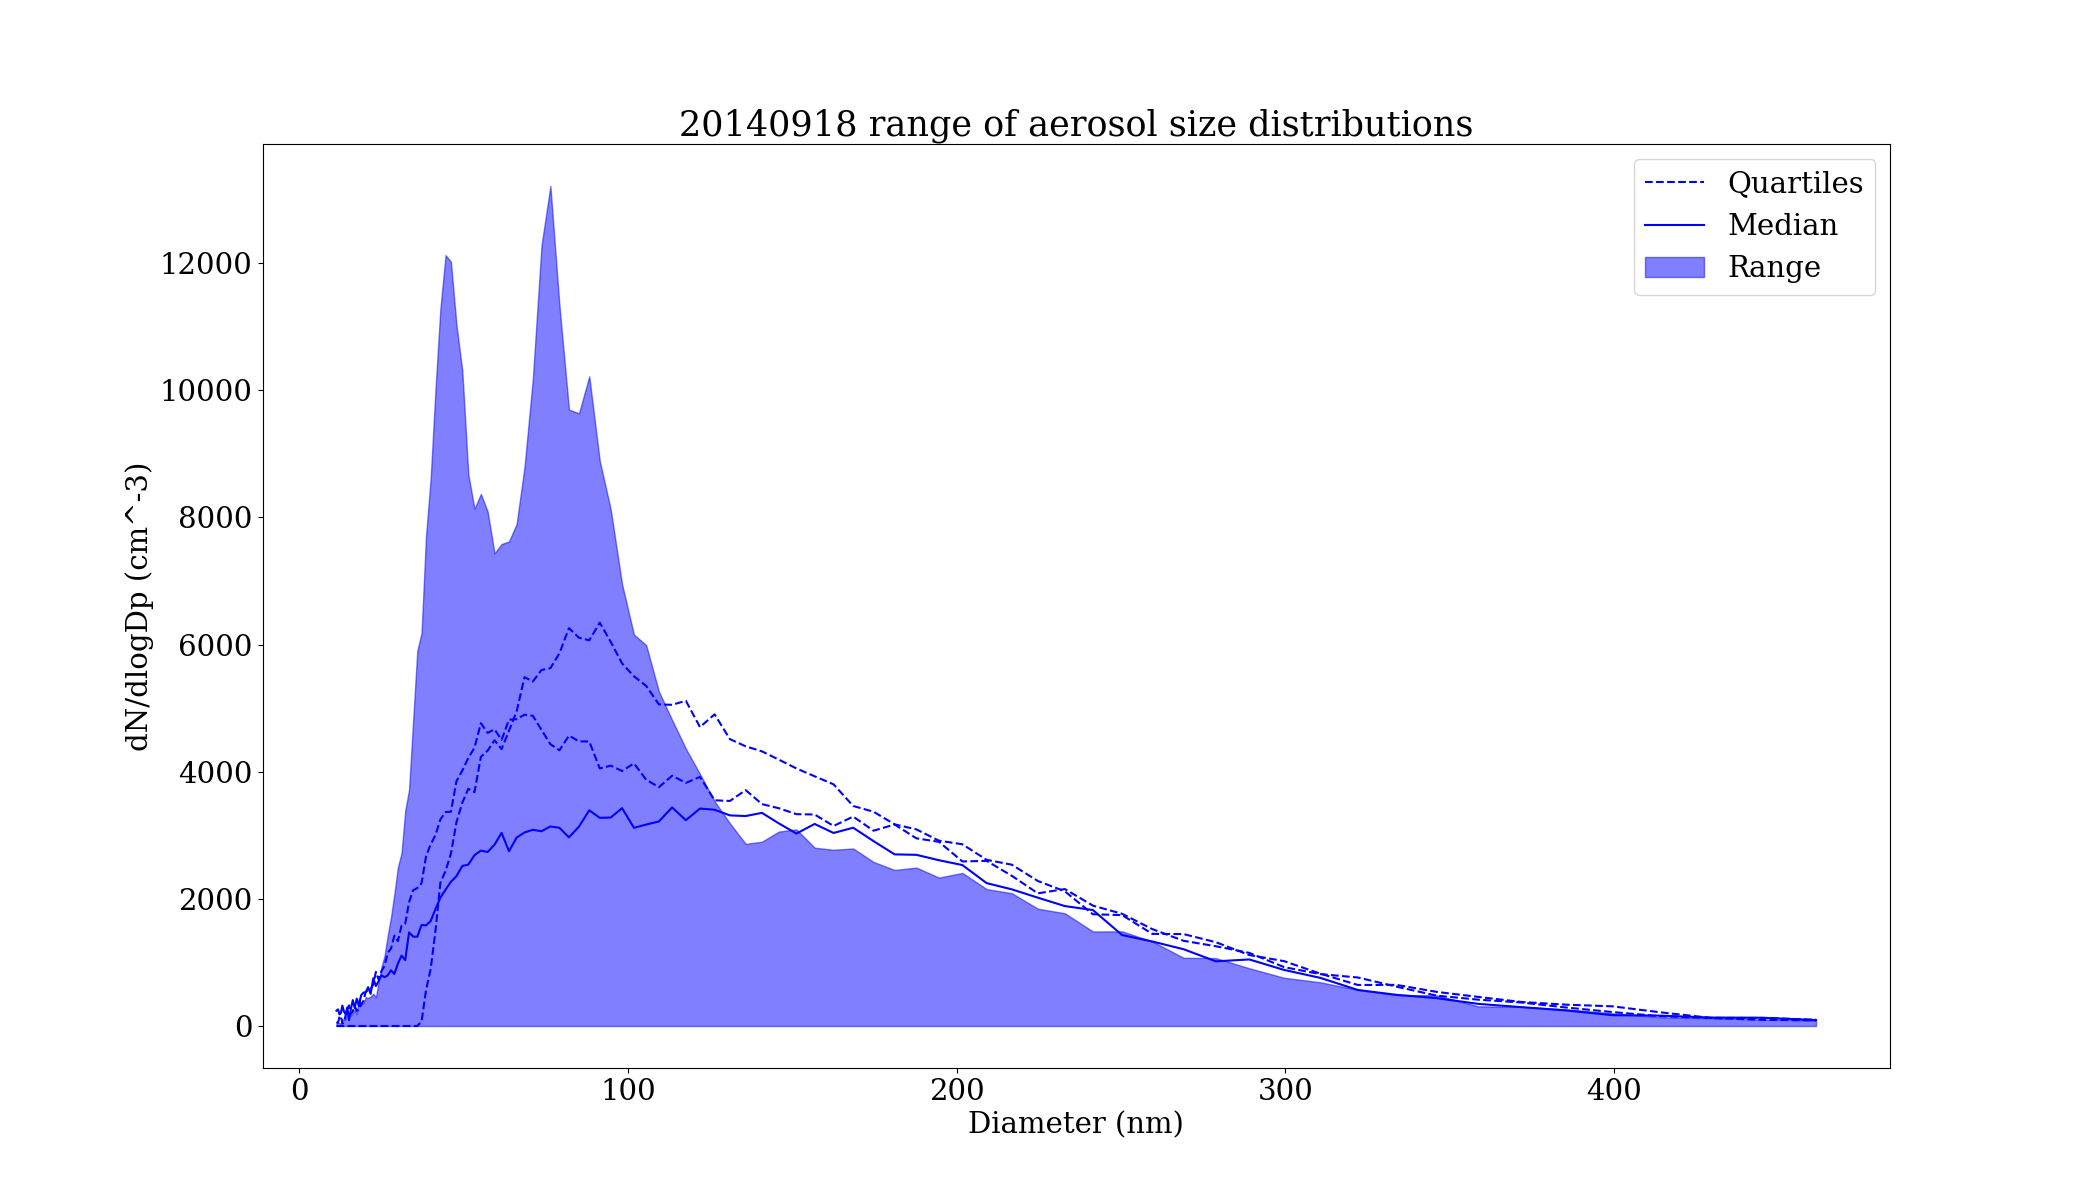 20140918 range of aerosol size distributions
Quartiles
Median
Range
12000
10000
8000
6000
4000
2000
0
dN/dlogDp (cm^-3)
0 100 200 300 400
Diameter (nm)